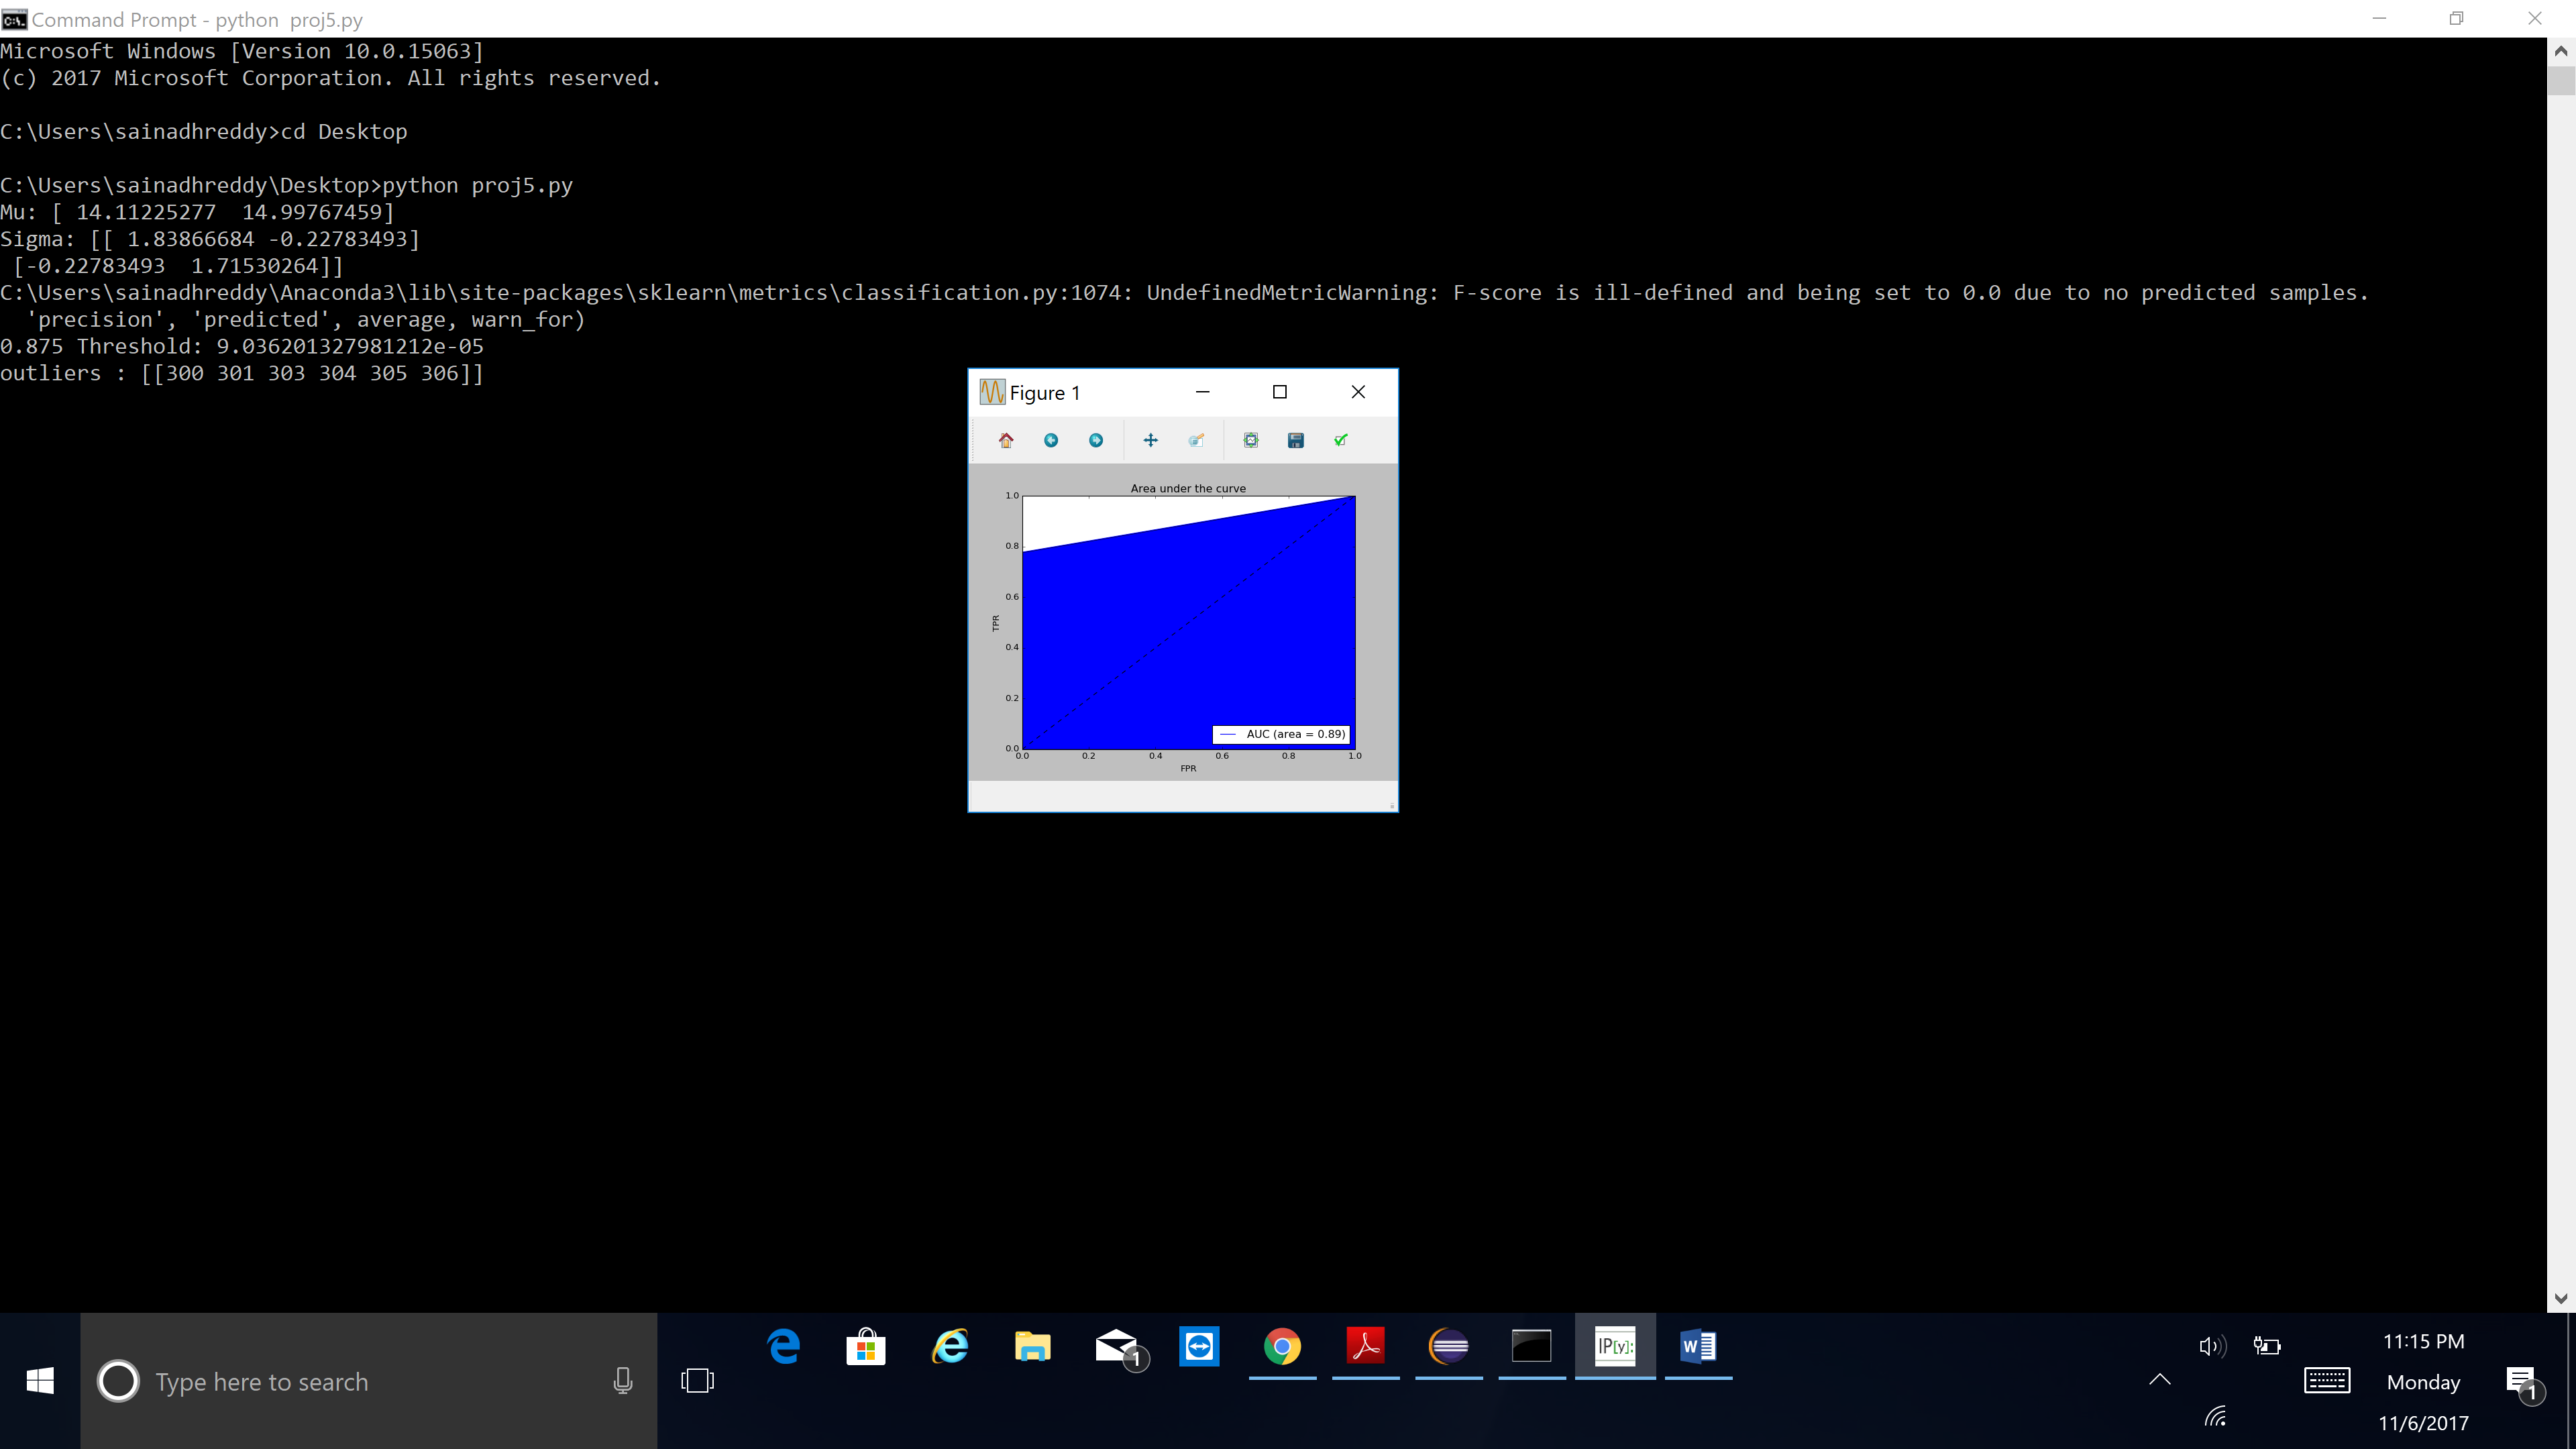 Command Prompt - python  proj5.py
Microsoft Windows [Version 10.0.15063]
(c) 2017 Microsoft Corporation. All rights reserved.
C:\Users\sainadhreddy>cd Desktop
C:\Users\sainadhreddy\Desktop>python proj5.py
Mu: [ 14.11225277  14.99767459]
Sigma: [[ 1.83866684 -0.22783493]
 [-0.22783493  1.71530264]]
C:\Users\sainadhreddy\Anaconda3\lib\site-packages\sklearn\metrics\classification.py:1074: UndefinedMetricWarning: F-score is ill-defined and being set to 0.0 due to no predicted samples.
  'precision', 'predicted', average, warn_for)
0.875 Threshold: 9.036201327981212e-05
outliers : [[300 301 303 304 305 306]]
Figure 1
Area under the curve
1.0
0.8
0.6
0.4
0.2
0.0
TPR
AUC (area = 0.89)
0.0 0.2 0.4 0.6 0.8 1.0
FPR
Type here to search
1
IP[y]:
W
11:15 PM
Monday
11/6/2017
1